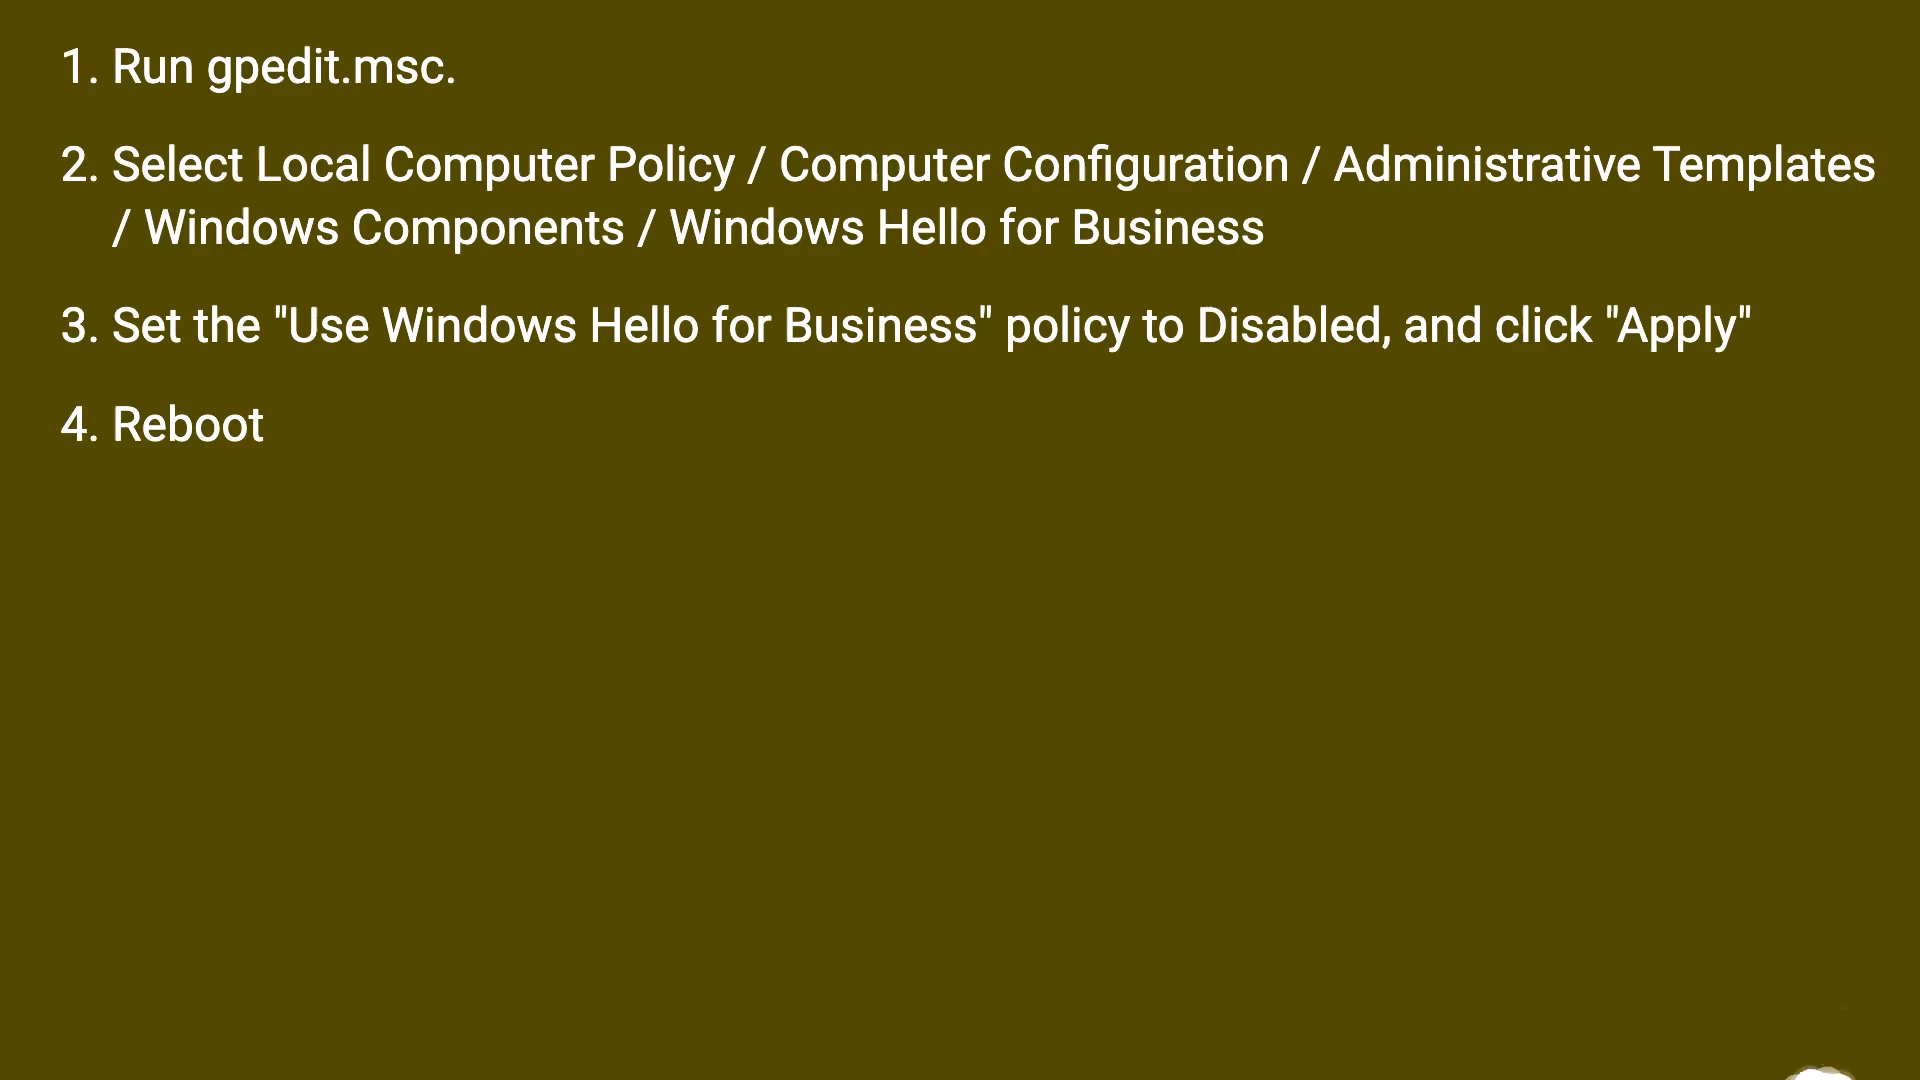 1. Run gpedit.msc.
2. Select Local Computer Policy / Computer Configuration / Administrative Templates
/ Windows Components / Windows Hello for Business
3. Set the "Use Windows Hello for Business" policy to Disabled, and click "Apply"
4. Reboot